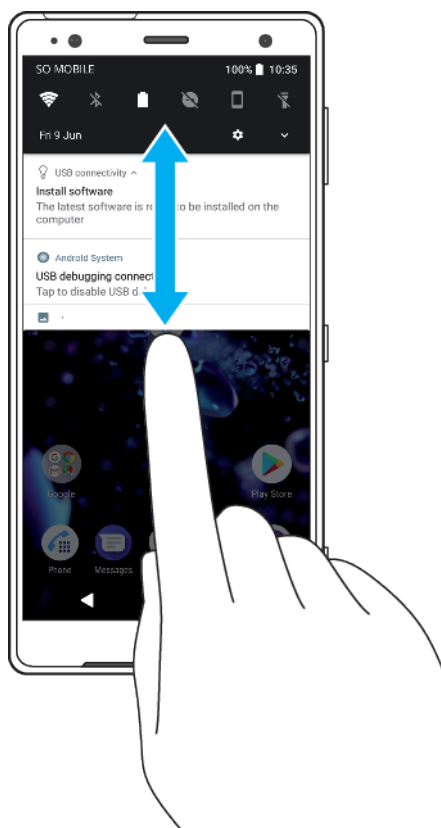 SO MOBILE 100% 10:35
Fri 9 Jun
USB connectivity
Install software
The latest software is re to be installed on the
computer
Android System
USB debugging connect
Tap to disable USB d
Google Play Store
Phone Messages